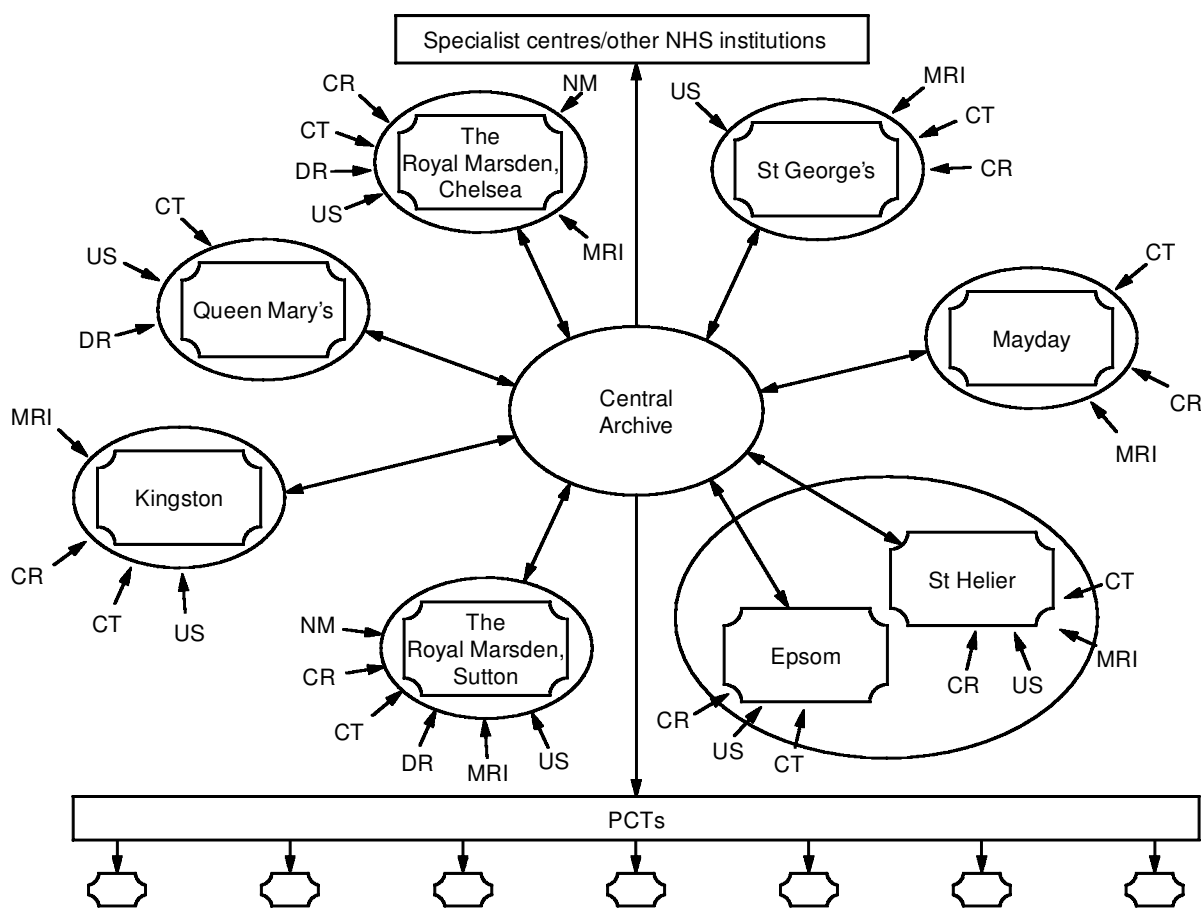 Specialist centres/other NHS institutions
CR
NM
CT
DR
US
MRI
The
Royal Marsden,
Chelsea
US
MRI
CT
CR
St George's
CT
US
DR
Queen Mary's
CT
CR
MRI
Mayday
Central
Archive
MRI
CR
CT
US
Kingston
NM
CR
CT
DR
MRI
US
The
Royal Marsden,
Sutton
St Helier
CT
MRI
CR
US
Epsom
CR
US
CT
PCTs